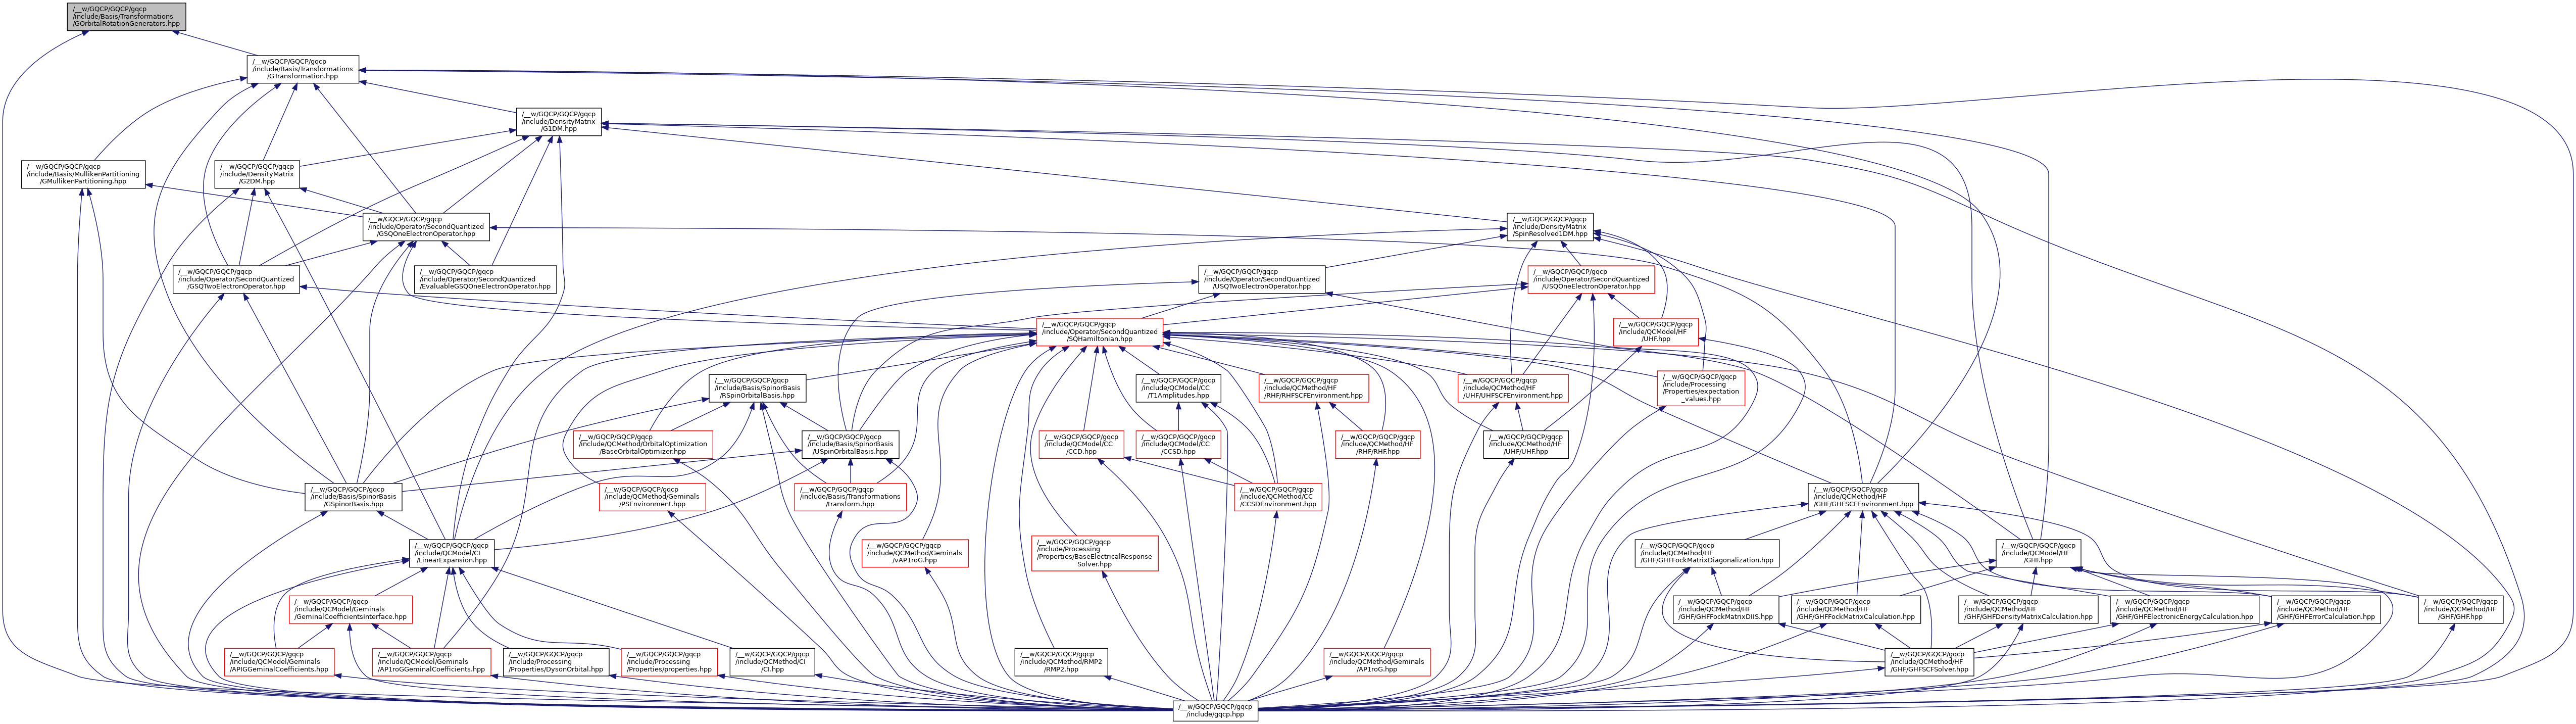 /__w/GQCP/GQCP/gqcp
/include/Basis/Transformations
/GOrbitalRotationGenerators.hpp
/__w/GQCP/GQCP/gqcp
/include/Basis/Transformations
/GTransformation.hpp
/__w/GQCP/GQCP/gqcp
/include/DensityMatrix
/G1DM.hpp
/__w/GQCP/GQCP/gqcp
/include/Basis/MullikenPartitioning
/GMullikenPartitioning.hpp
/__w/GQCP/GQCP/gqcp
/include/DensityMatrix
/G2DM.hpp
/__w/GQCP/GQCP/gqcp
/include/Operator/SecondQuantized
/GSQOneElectronOperator.hpp
/__w/GQCP/GQCP/gqcp
/include/DensityMatrix
/SpinResolved1DM.hpp
/__w/GQCP/GQCP/gqcp
/include/Operator/SecondQuantized
/GSQTwoElectronOperator.hpp
/__w/GQCP/GQCP/gqcp
/include/Operator/SecondQuantized
/EvaluableGSQOneElectronOperator.hpp
/__w/GQCP/GQCP/gqcp
/include/Operator/SecondQuantized
/USQTwoElectronOperator.hpp
/__w/GQCP/GQCP/gqcp
/include/Operator/SecondQuantized
/USQOneElectronOperator.hpp
/__w/GQCP/GQCP/gqcp
/include/Operator/SecondQuantized
/SQHamiltonian.hpp
/__w/GQCP/GQCP/gqcp
/include/QCModel/HF
/UHF.hpp
/__w/GQCP/GQCP/gqcp
/include/Basis/SpinorBasis
/RSpinOrbitalBasis.hpp
/__w/GQCP/GQCP/gqcp
/include/QCModel/CC
/T1Amplitudes.hpp
/__w/GQCP/GQCP/gqcp
/include/QCMethod/HF
/RHF/RHFSCFEnvironment.hpp
/__w/GQCP/GQCP/gqcp
/include/QCMethod/HF
/UHF/UHFSCFEnvironment.hpp
/__w/GQCP/GQCP/gqcp
/include/Processing
/Properties/expectation
_values.hpp
/__w/GQCP/GQCP/gqcp
/include/QCMethod/OrbitalOptimization
/BaseOrbitalOptimizer.hpp
/__w/GQCP/GQCP/gqcp
/include/Basis/SpinorBasis
/USpinOrbitalBasis.hpp
/__w/GQCP/GQCP/gqcp
/include/QCModel/CC
/CCD.hpp
/__w/GQCP/GQCP/gqcp
/include/QCModel/CC
/CCSD.hpp
/__w/GQCP/GQCP/gqcp
/include/QCMethod/HF
/RHF/RHF.hpp
/__w/GQCP/GQCP/gqcp
/include/QCMethod/HF
/UHF/UHF.hpp
/__w/GQCP/GQCP/gqcp
/include/Basis/SpinorBasis
/GSpinorBasis.hpp
/__w/GQCP/GQCP/gqcp
/include/QCMethod/Geminals
/PSEnvironment.hpp
/__w/GQCP/GQCP/gqcp
/include/Basis/Transformations
/transform.hpp
/__w/GQCP/GQCP/gqcp
/include/QCMethod/CC
/CCSDEnvironment.hpp
/__w/GQCP/GQCP/gqcp
/include/QCMethod/HF
/GHF/GHFSCFEnvironment.hpp
/__w/GQCP/GQCP/gqcp
/include/QCModel/CI
/LinearExpansion.hpp
/__w/GQCP/GQCP/gqcp
/include/QCMethod/Geminals
/vAP1roG.hpp
/__w/GQCP/GQCP/gqcp
/include/Processing
/Properties/BaseElectricalResponse
Solver.hpp
/__w/GQCP/GQCP/gqcp
/include/QCMethod/HF
/GHF/GHFFockMatrixDiagonalization.hpp
/__w/GQCP/GQCP/gqcp
/include/QCModel/HF
/GHF.hpp
/__w/GQCP/GQCP/gqcp
/include/QCModel/Geminals
/GeminalCoefficientsInterface.hpp
/__w/GQCP/GQCP/gqcp
/include/QCMethod/HF
/GHF/GHFFockMatrixDIIS.hpp
/__w/GQCP/GQCP/gqcp
/include/QCMethod/HF
/GHF/GHFFockMatrixCalculation.hpp
/__w/GQCP/GQCP/gqcp
/include/QCMethod/HF
/GHF/GHFDensityMatrixCalculation.hpp
/__w/GQCP/GQCP/gqcp
/include/QCMethod/HF
/GHF/GHFElectronicEnergyCalculation.hpp
/__w/GQCP/GQCP/gqcp
/include/QCMethod/HF
/GHF/GHFErrorCalculation.hpp
/__w/GQCP/GQCP/gqcp
/include/QCMethod/HF
/GHF/GHF.hpp
/__w/GQCP/GQCP/gqcp
/include/QCModel/Geminals
/APIGGeminalCoefficients.hpp
/__w/GQCP/GQCP/gqcp
/include/QCModel/Geminals
/AP1roGGeminalCoefficients.hpp
/__w/GQCP/GQCP/gqcp
/include/Processing
/Properties/DysonOrbital.hpp
/__w/GQCP/GQCP/gqcp
/include/Processing
/Properties/properties.hpp
/__w/GQCP/GQCP/gqcp
/include/QCMethod/CI
/CI.hpp
/__w/GQCP/GQCP/gqcp
/include/QCMethod/RMP2
/RMP2.hpp
/__w/GQCP/GQCP/gqcp
/include/QCMethod/Geminals
/AP1roG.hpp
/__w/GQCP/GQCP/gqcp
/include/QCMethod/HF
/GHF/GHFSCFSolver.hpp
/__w/GQCP/GQCP/gqcp
/include/gqcp.hpp